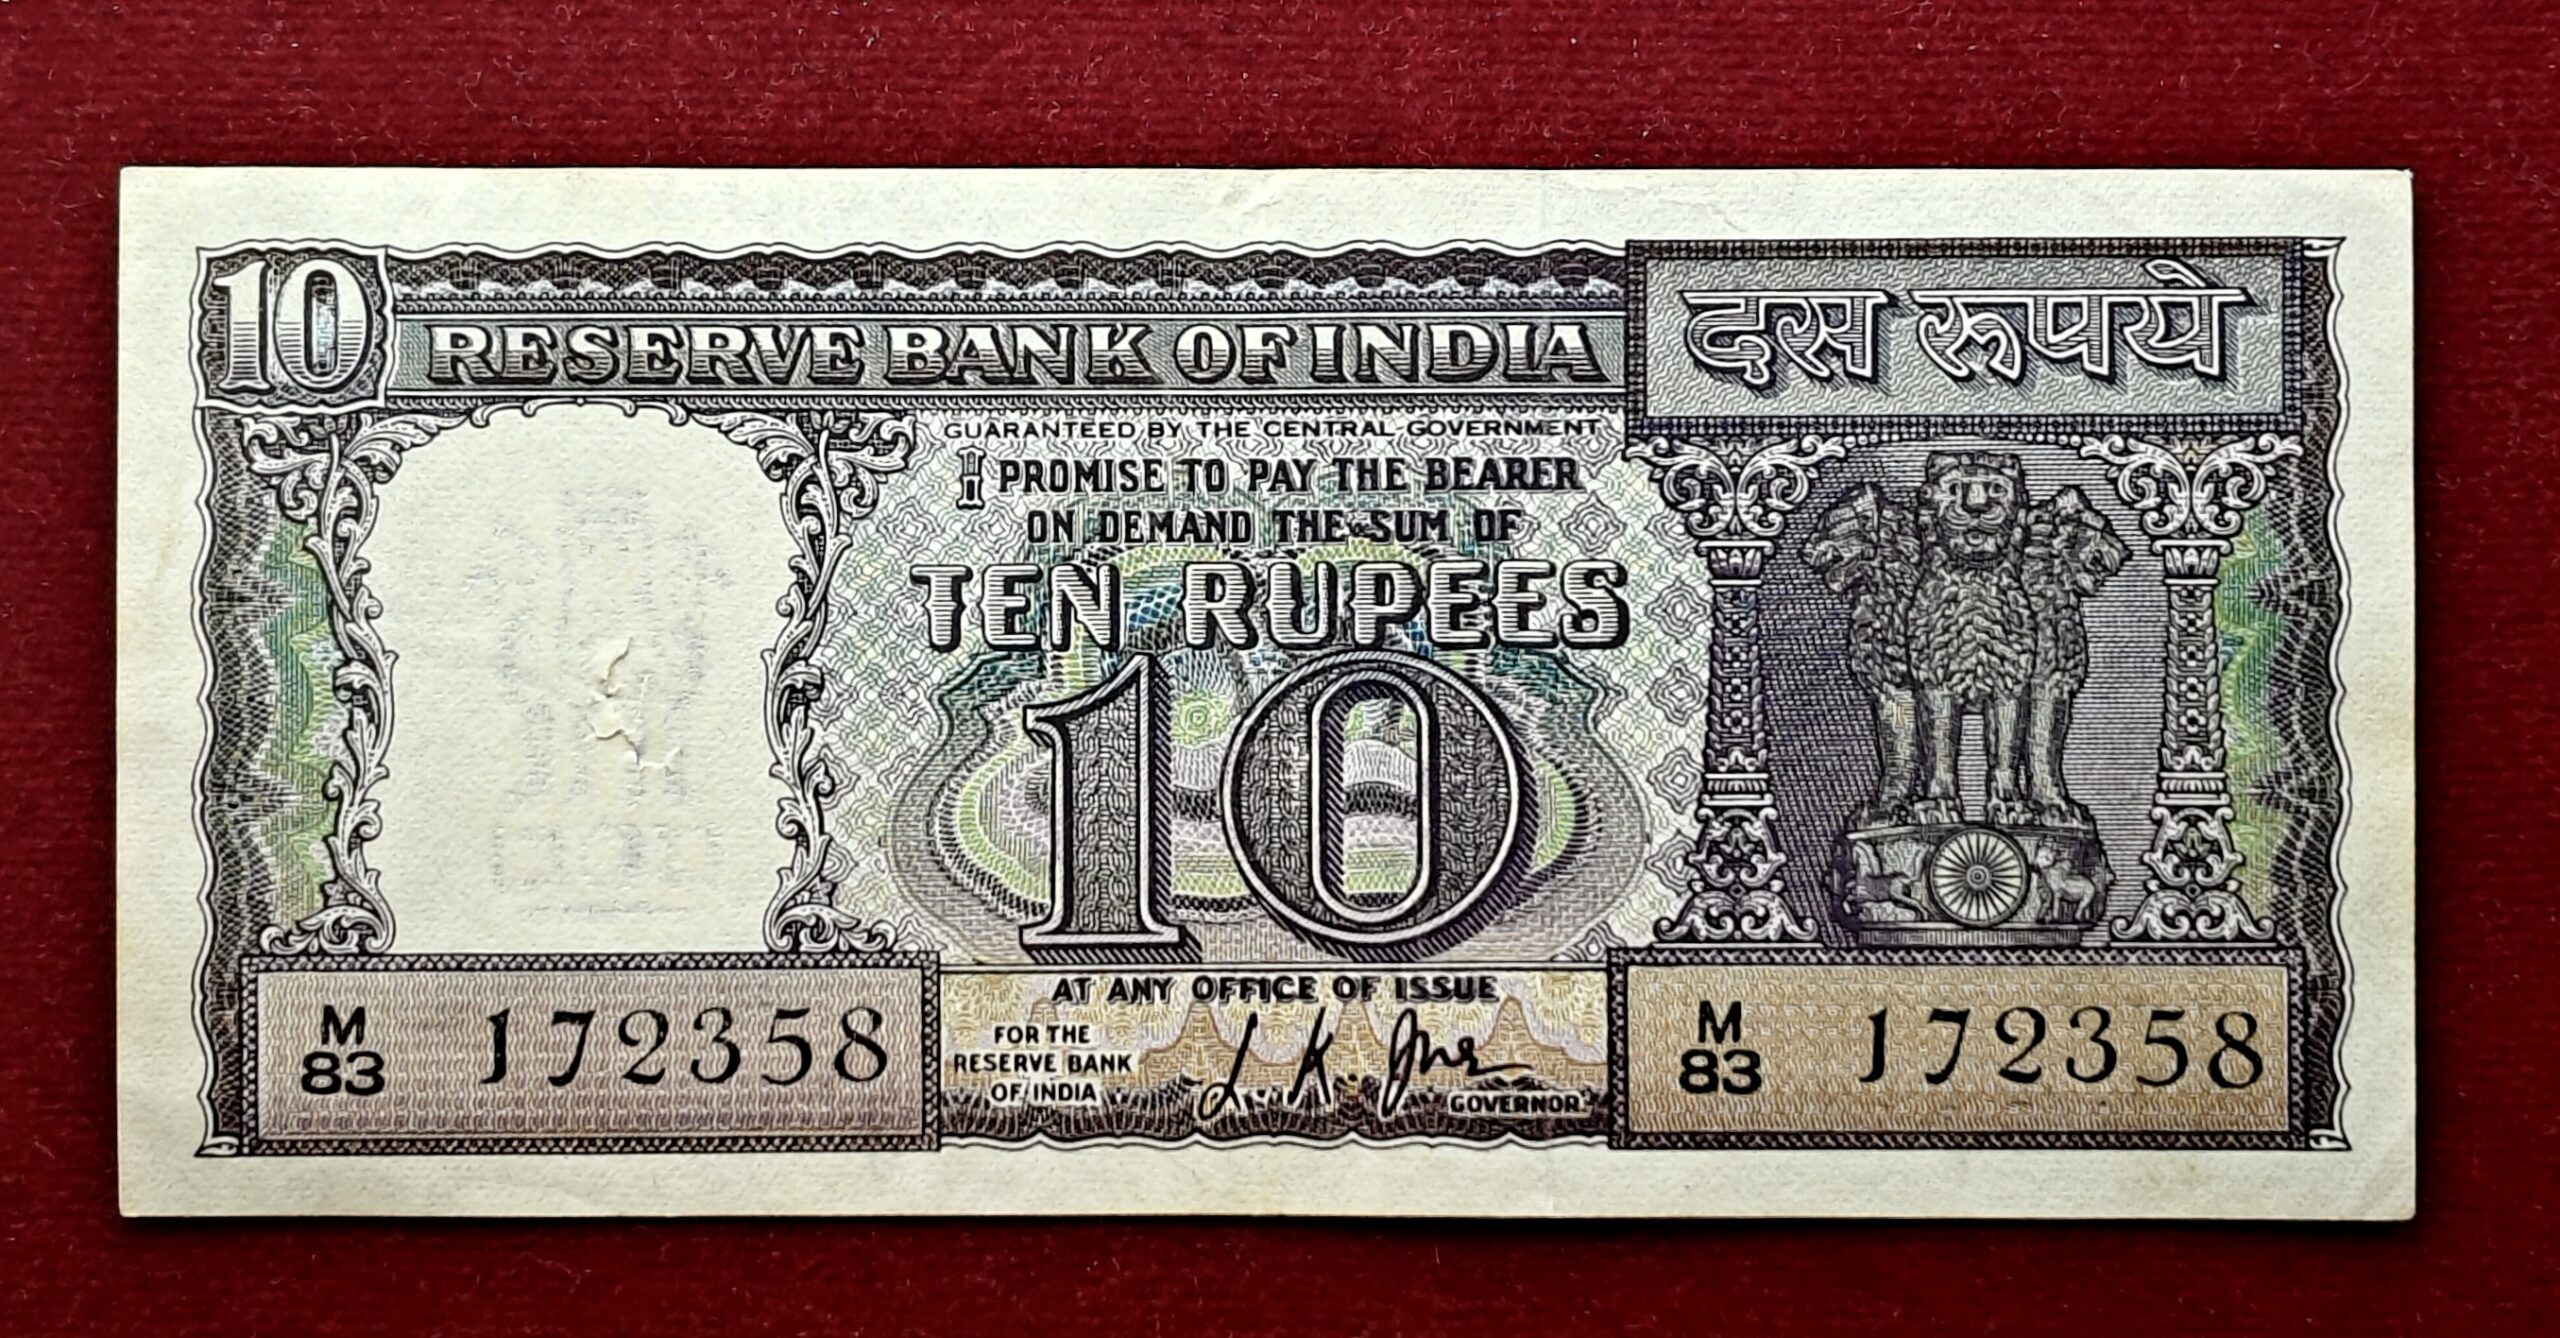 10
RESERVE BANK OF INDIA
दस रूपये
GUARANTEED BY THE CENTRAL GOVERNMENT
I PROMISE TO PAY THE BEARER
ON DEMAND THE SUM OF
TEN RUPEES
10
AT ANY OFFICE OF ISSUE
FOR THE
RESERVE BANK
OF INDIA
L. K. Jha
GOVERNOR
M
83
172358
M
83
172358